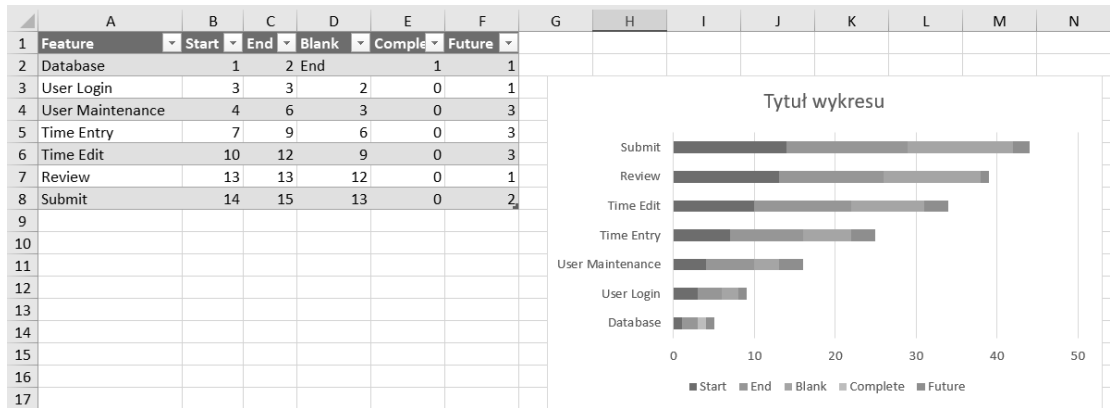 A B C D E F G H I J K L M N
1 Feature Start End Blank Comple Future
2 Database 1 2 End 1 1
3 User Login 3 3 2 0 1
4 User Maintenance 4 6 3 0 3
5 Time Entry 7 9 6 0 3
6 Time Edit 10 12 9 0 3
7 Review 13 13 12 0 1
8 Submit 14 15 13 0 2
9
10
11
12
13
14
15
16
17
Tytuł wykresu
Submit
Review
Time Edit
Time Entry
User Maintenance
User Login
Database
0 10 20 30 40 50
Start End Blank Complete Future